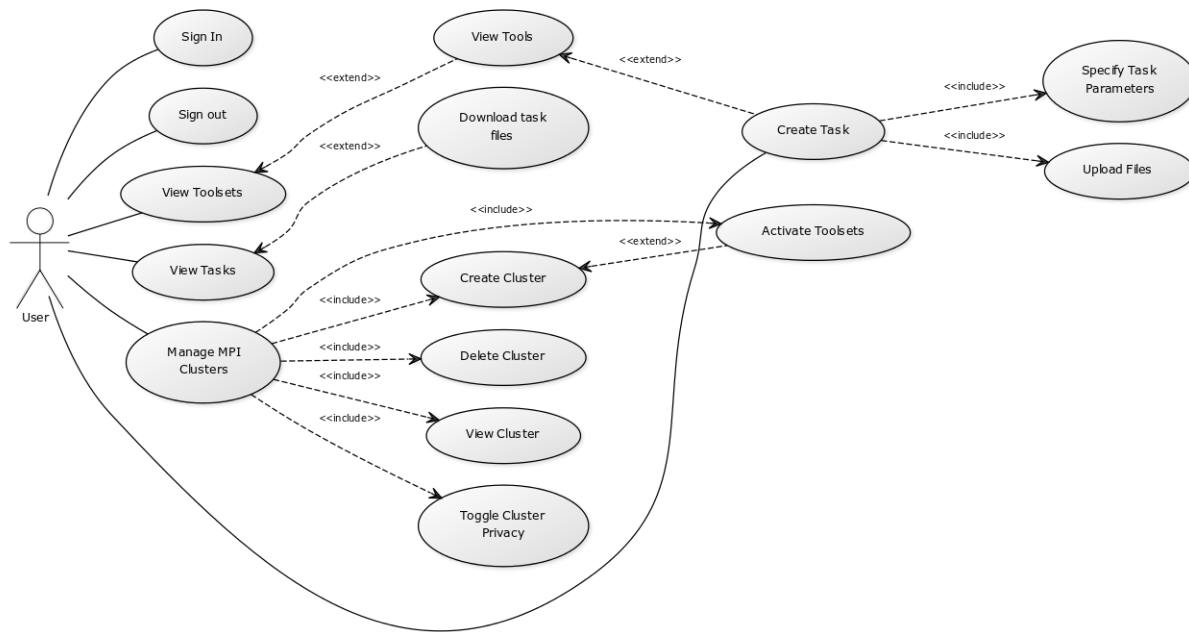 Sign In
View Tools
<<extend>>
<<extend>>
Specify Task
Parameters
<<include>>
Sign out
Download task
files
Create Task
<<include>>
<<extend>>
Upload Files
View Toolsets
<<include>>
Activate Toolsets
<<extend>>
View Tasks
Create Cluster
<<include>>
User
Manage MPI
Clusters
<<include>>
Delete Cluster
<<include>>
<<include>>
View Cluster
Toggle Cluster
Privacy